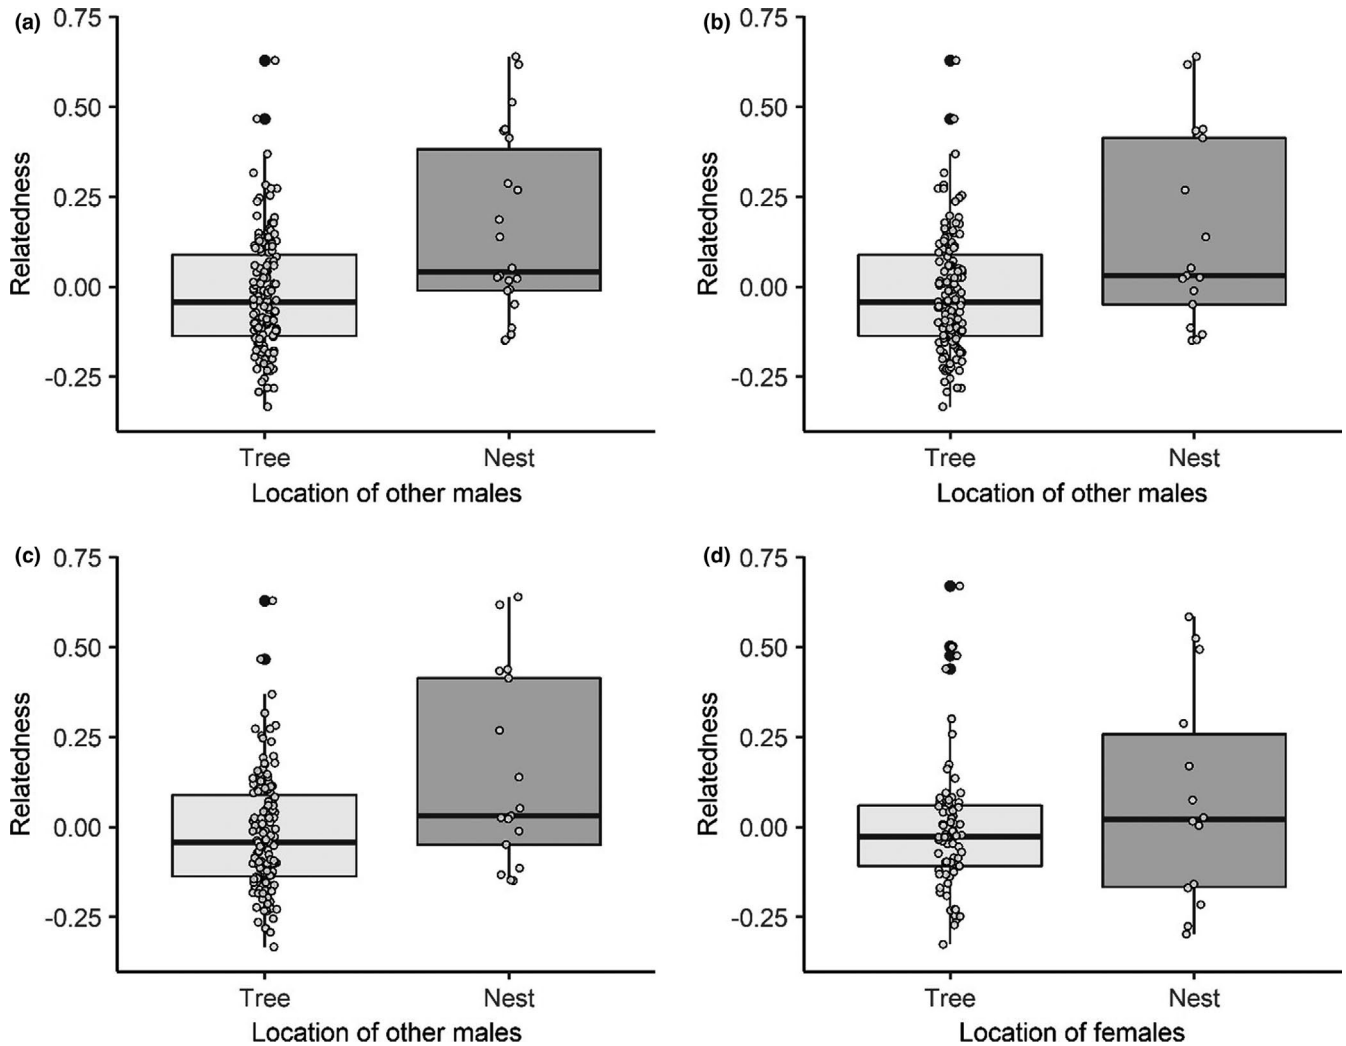 (a)
0.75
0.50
0.25
0.00
-0.25
Relatedness
Tree
Nest
Location of other males
(b)
0.75
0.50
0.25
0.00
-0.25
Relatedness
Tree
Nest
Location of other males
(c)
0.75
0.50
0.25
0.00
-0.25
Relatedness
Tree
Nest
Location of other males
(d)
0.75
0.50
0.25
0.00
-0.25
Relatedness
Tree
Nest
Location of females